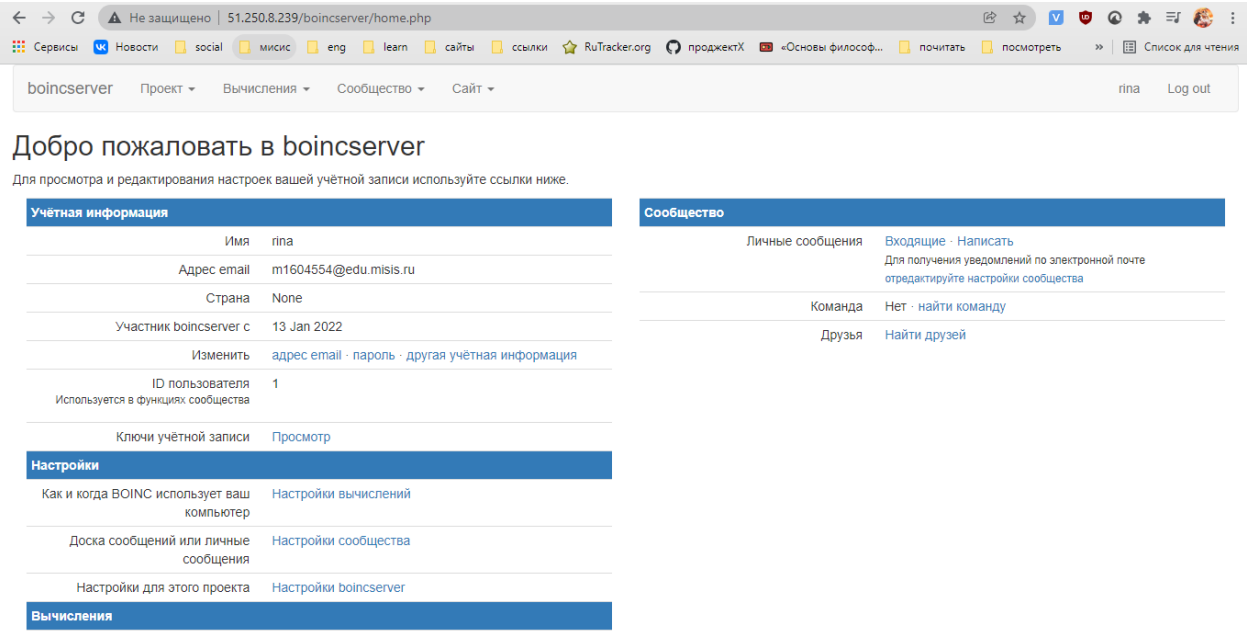 Не защищено | 51.250.8.239/boincserver/home.php
Сервисы Новости social мисис eng learn сайты ссылки RuTracker.org проджектХ «Основы философ... почитать посмотреть » Список для чтения
boincserver Проект Вычисления Сообщество Сайт rina Log out
Добро пожаловать в boincserver
Для просмотра и редактирования настроек вашей учётной записи используйте ссылки ниже.
Учётная информация
Имя rina
Адрес email m1604554@edu.misis.ru
Страна None
Участник boincserver с 13 Jan 2022
Изменить адрес email · пароль · другая учётная информация
ID пользователя 1
Используется в функциях сообщества
Ключи учётной записи Просмотр
Настройки
Как и когда BOINC использует ваш Настройки вычислений
компьютер
Доска сообщений или личные Настройки сообщества
сообщения
Настройки для этого проекта Настройки boincserver
Вычисления
Сообщество
Личные сообщения Входящие · Написать
Для получения уведомлений по электронной почте
отредактируйте настройки сообщества
Команда Нет · найти команду
Друзья Найти друзей